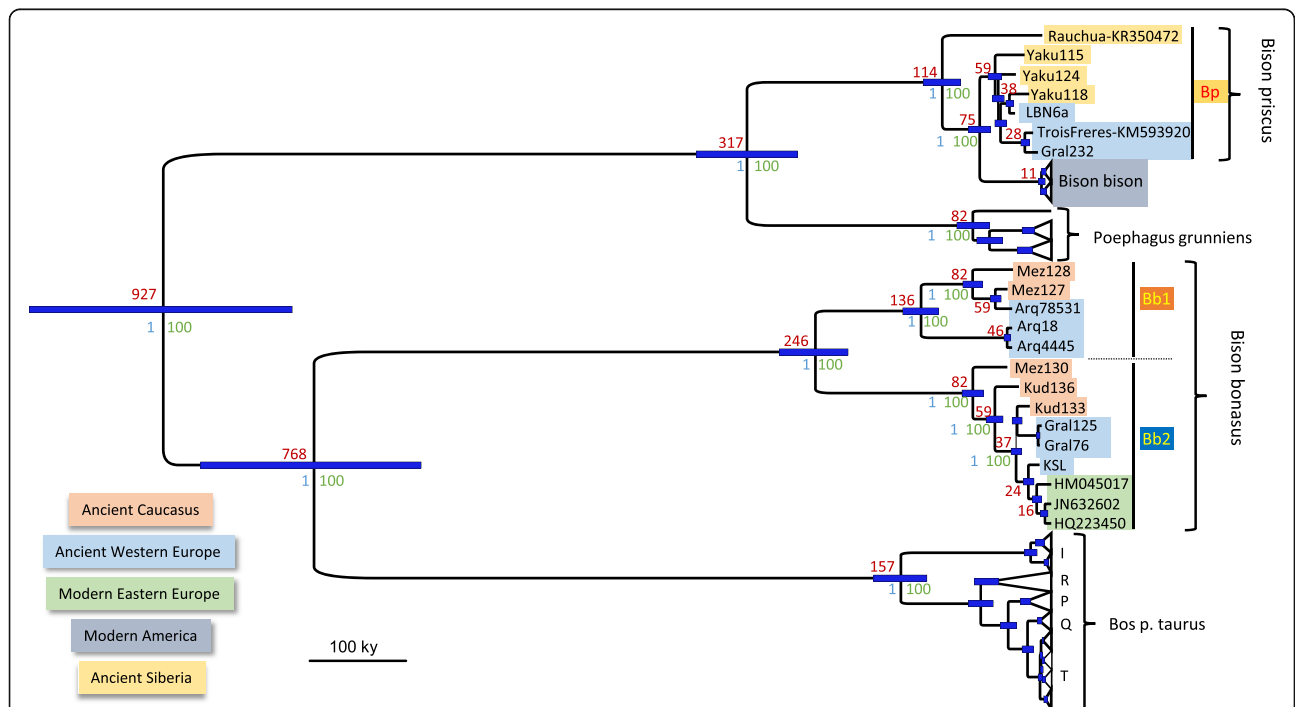 Rauchua-KR350472
Yaku115
Yaku124
Yaku118
LBN6a
TroisFreres-KM593920
Gral232
Bp
Bison priscus
114
1 100
59
38
75
1 100
28
317
1 100
11
Bison bison
82
1 100
Poephagus grunniens
927
1 100
Mez128
Mez127
Arq78531
Arq18
Arq4445
Bb1
82
1 100
136
1 100
59
46
246
1 100
Bison bonasus
Mez130
Kud136
Kud133
Gral125
Gral76
KSL
HM045017
JN632602
HQ223450
Bb2
82
1 100
59
1 100
37
1 100
24
16
768
1 100
157
1 100
I
R
P
Q
T
Bos p. taurus
Ancient Caucasus
Ancient Western Europe
Modern Eastern Europe
Modern America
Ancient Siberia
100 ky